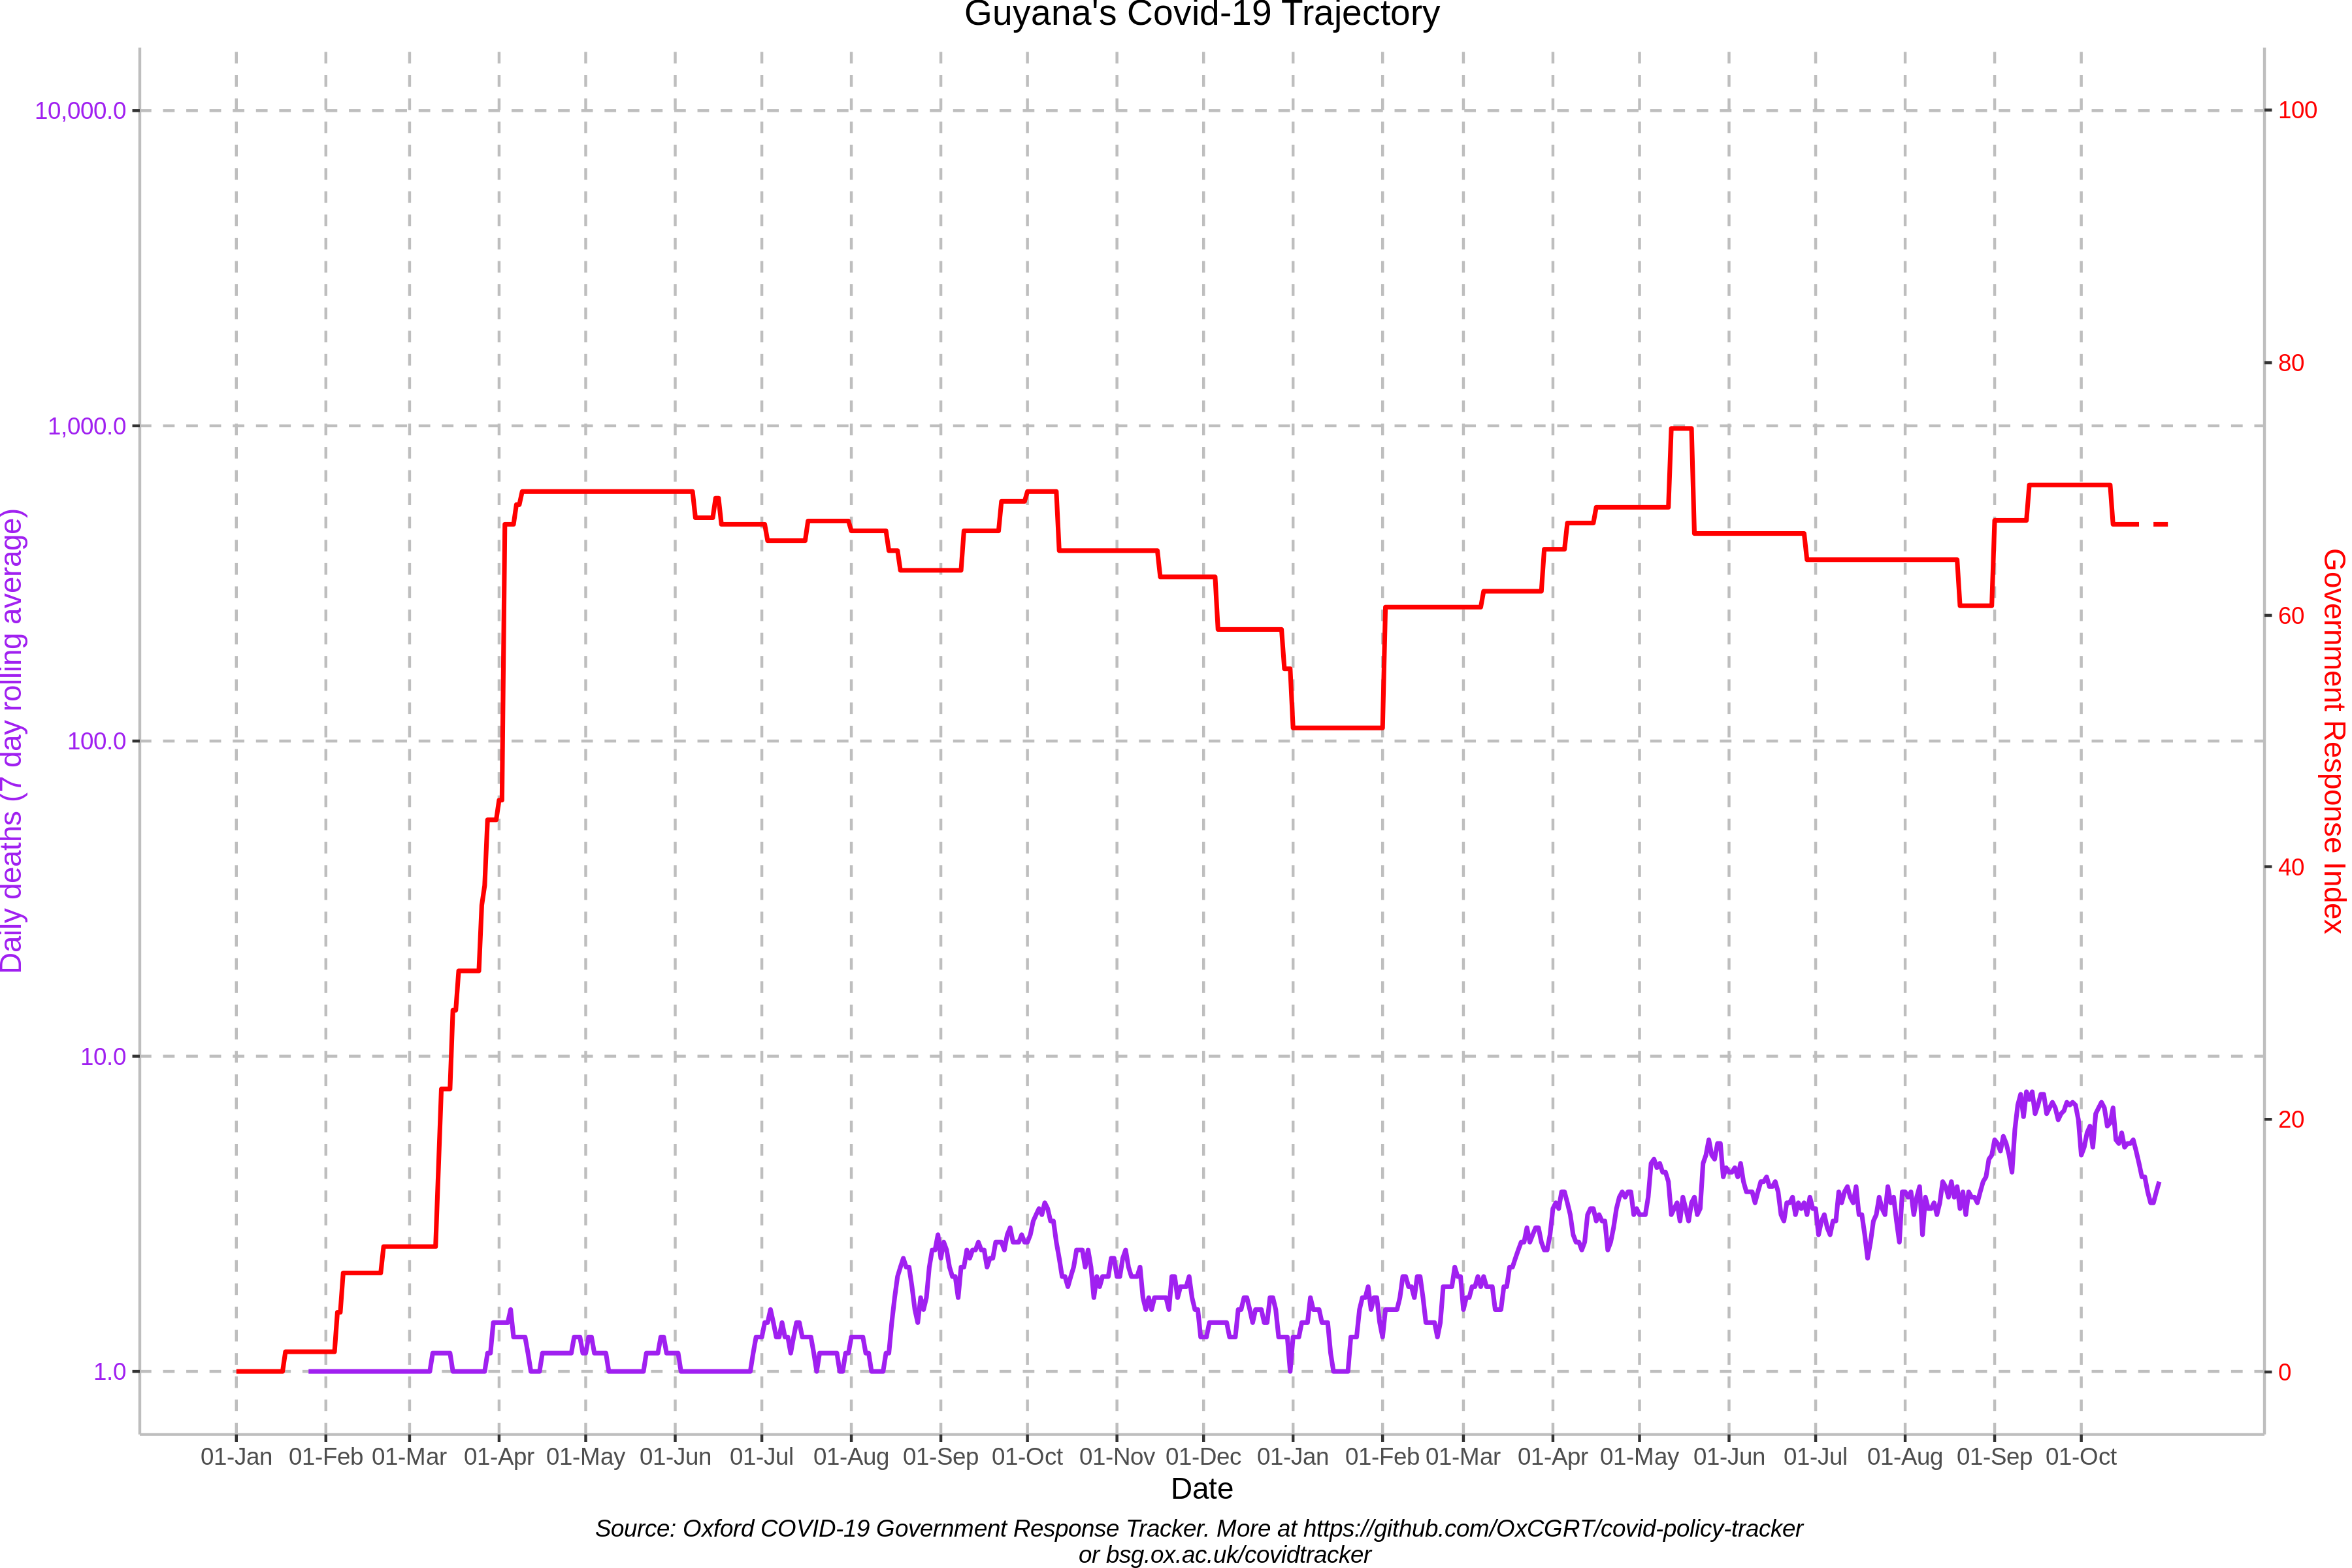 Guyana's Covid-19 Trajectory
10,000.0
1,000.0
100.0
10.0
1.0
Daily deaths (7 day rolling average)
100
80
60
40
20
0
Government Response Index
01-Jan 01-Feb 01-Mar 01-Apr 01-May 01-Jun 01-Jul 01-Aug 01-Sep 01-Oct 01-Nov 01-Dec 01-Jan 01-Feb 01-Mar 01-Apr 01-May 01-Jun 01-Jul 01-Aug 01-Sep 01-Oct
Date
Source: Oxford COVID-19 Government Response Tracker. More at https://github.com/OxCGRT/covid-policy-tracker
or bsg.ox.ac.uk/covidtracker